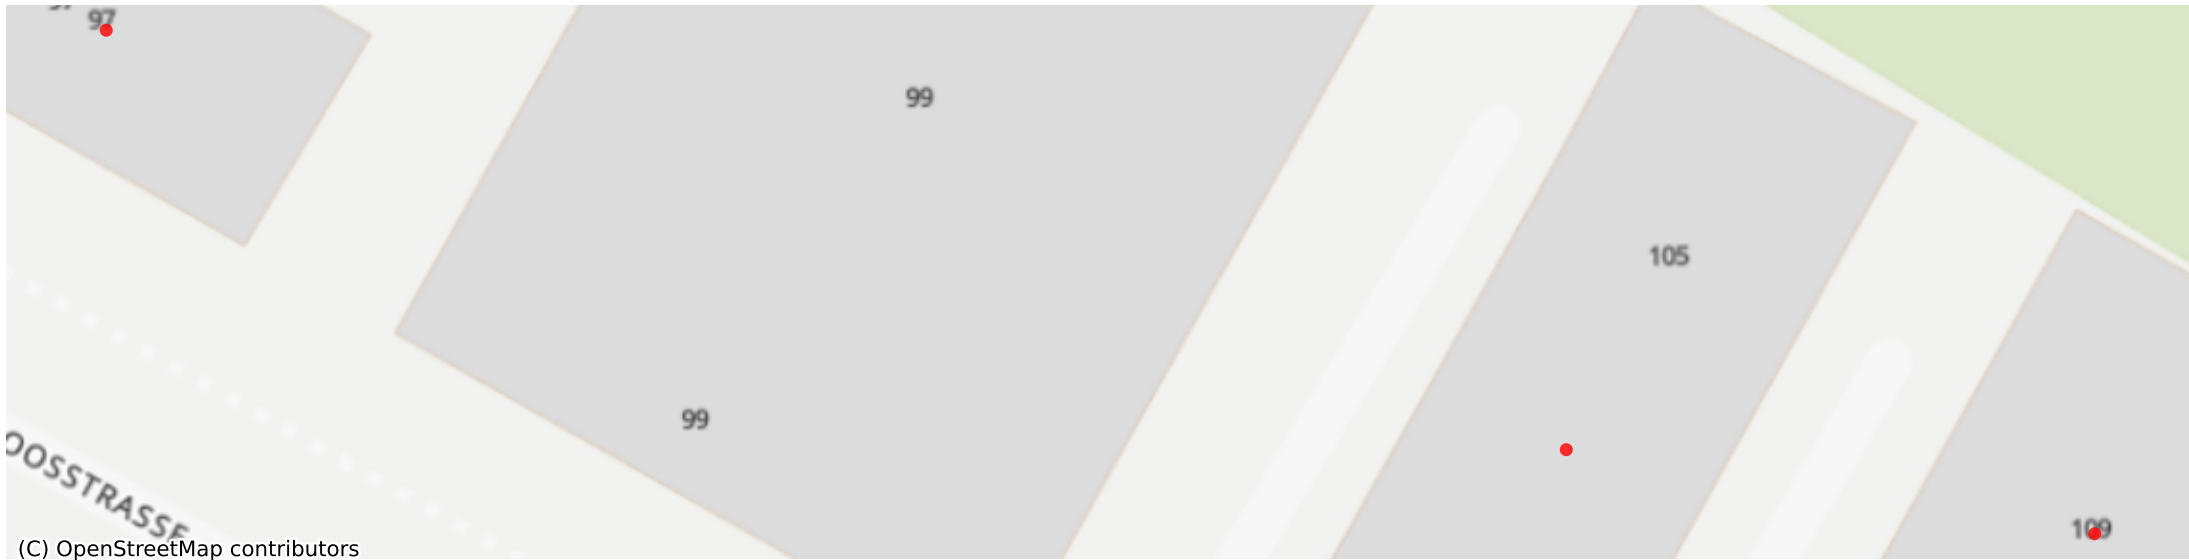 97
99
105
99
OOSSTRASSE
109
(C) OpenStreetMap contributors